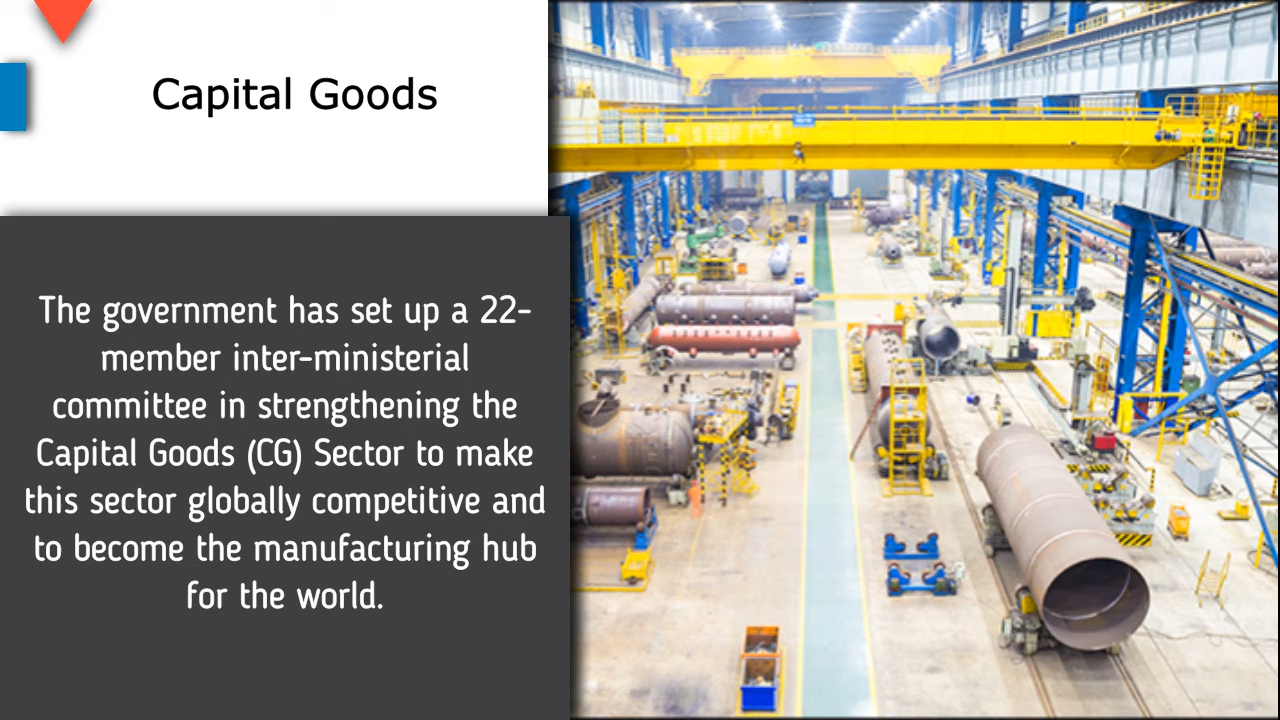 Capital Goods
The government has set up a 22-
member inter-ministerial
committee in strengthening the
Capital Goods (CG) Sector to make
this sector globally competitive and
to become the manufacturing hub
for the world.